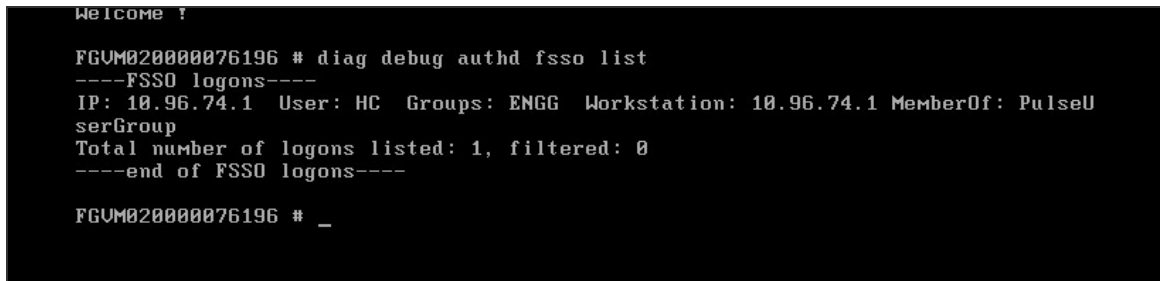 Welcome !
FGVM020000076196 # diag debug authd fsso list
----FSSO logons----
IP: 10.96.74.1  User: HC  Groups: ENGG  Workstation: 10.96.74.1 MemberOf: PulseU
serGroup
Total number of logons listed: 1, filtered: 0
----end of FSSO logons----
FGVM020000076196 # _